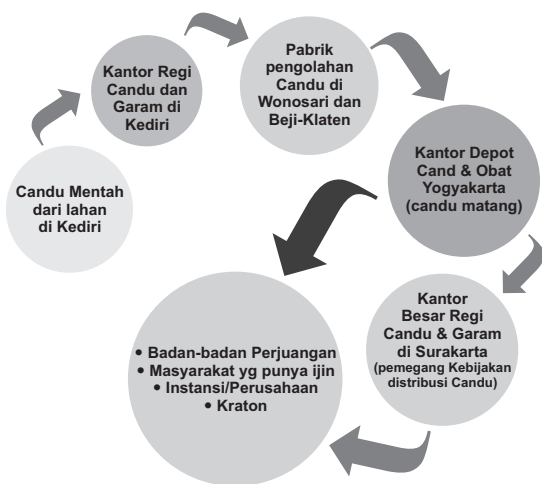 Candu Mentah
dari lahan
di Kediri
Kantor Regi
Candu dan
Garam di
Kediri
Pabrik
pengolahan
Candu di
Wonosari dan
Beji-Klaten
Kantor Depot
Cand & Obat
Yogyakarta
(candu matang)
Kantor
Besar Regi
Candu & Garam
di Surakarta
(pemegang Kebijakan
distribusi Candu)
• Badan-badan Perjuangan
• Masyarakat yg punya ijin
• Instansi/Perusahaan
• Kraton